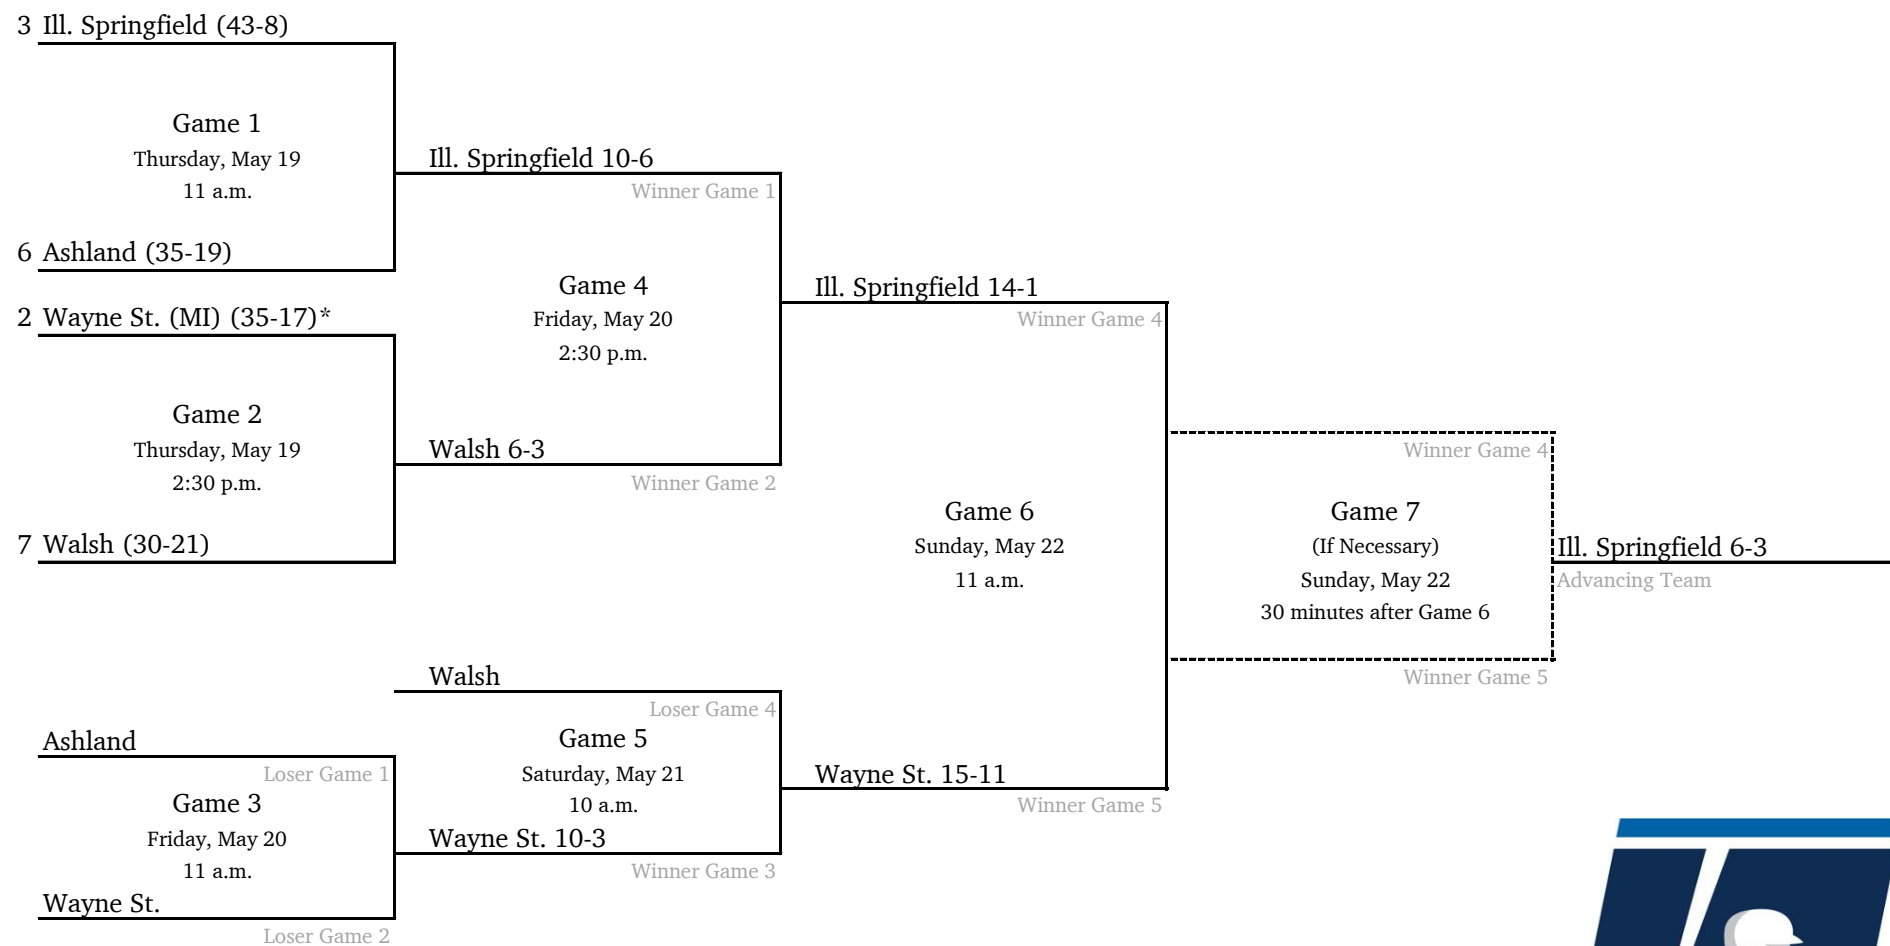 3 Ill. Springfield (43-8)
Game 1
Thursday, May 19
11 a.m.
6 Ashland (35-19)
2 Wayne St. (MI) (35-17)*
Game 2
Thursday, May 19
2:30 p.m.
7 Walsh (30-21)
Ashland
Loser Game 1
Game 3
Friday, May 20
11 a.m.
Wayne St.
Loser Game 2
Ill. Springfield 10-6
Winner Game 1
Game 4
Friday, May 20
2:30 p.m.
Walsh 6-3
Winner Game 2
Walsh
Loser Game 4
Game 5
Saturday, May 21
10 a.m.
Wayne St. 10-3
Winner Game 3
Ill. Springfield 14-1
Winner Game 4
Game 6
Sunday, May 22
11 a.m.
Wayne St. 15-11
Winner Game 5
Winner Game 4
Game 7
(If Necessary)
Sunday, May 22
30 minutes after Game 6
Winner Game 5
Ill. Springfield 6-3
Advancing Team